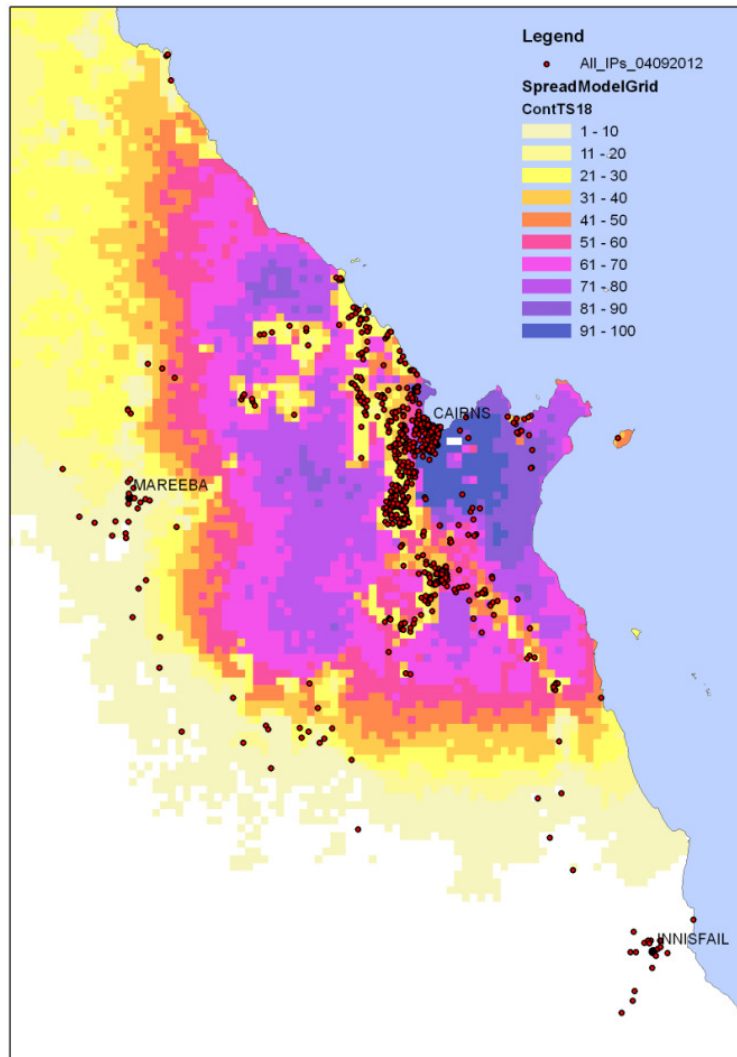 Legend
All_IPs_04092012
SpreadModelGrid
ContTS18
1 - 10
11 - 20
21 - 30
31 - 40
41 - 50
51 - 60
61 - 70
71 - 80
81 - 90
91 - 100
CAIRNS
MAREEBA
INNISFAIL